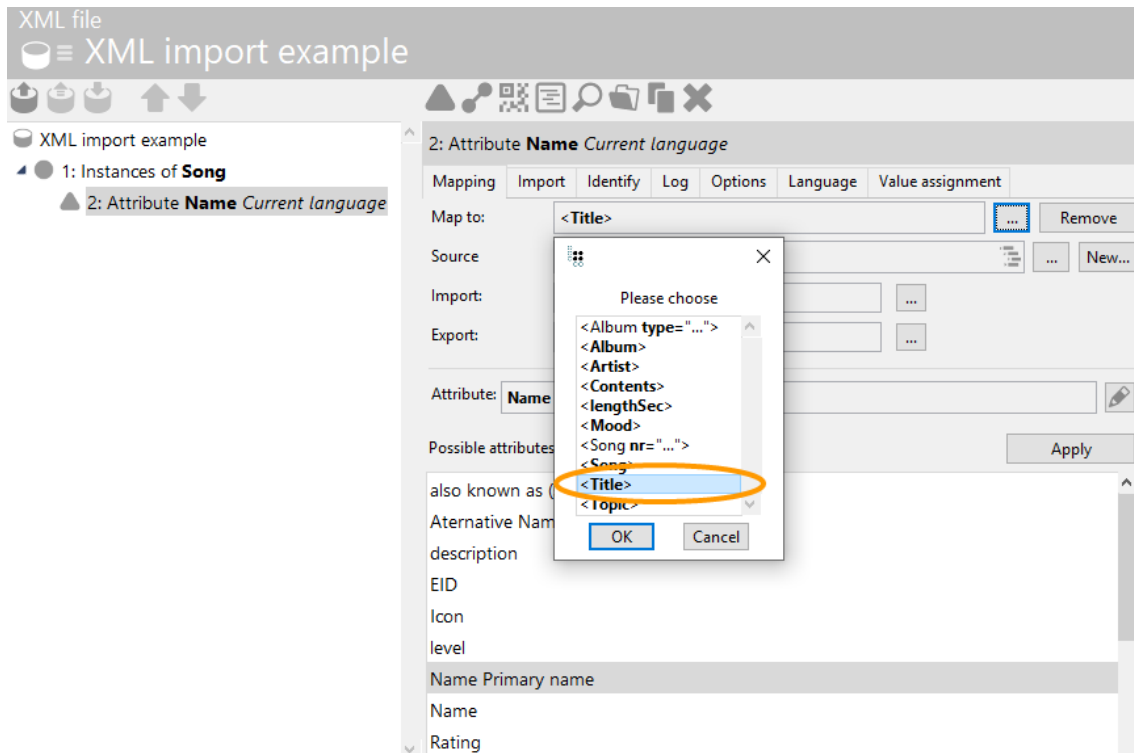 XML file
XML import example
XML import example
1: Instances of Song
2: Attribute Name Current language
2: Attribute Name Current language
Mapping Import Identify Log Options Language Value assignment
Map to: <Title> ... Remove
Source ... New...
Import: ...
Export: ...
Attribute: Name
Possible attributes Apply
also known as (
Aternative Nam
description
EID
Icon
level
Name Primary name
Name
Rating
Please choose
<Album type="...">
<Album>
<Artist>
<Contents>
<lengthSec>
<Mood>
<Song nr="...">
<Song>
<Title>
<Topic>
OK Cancel